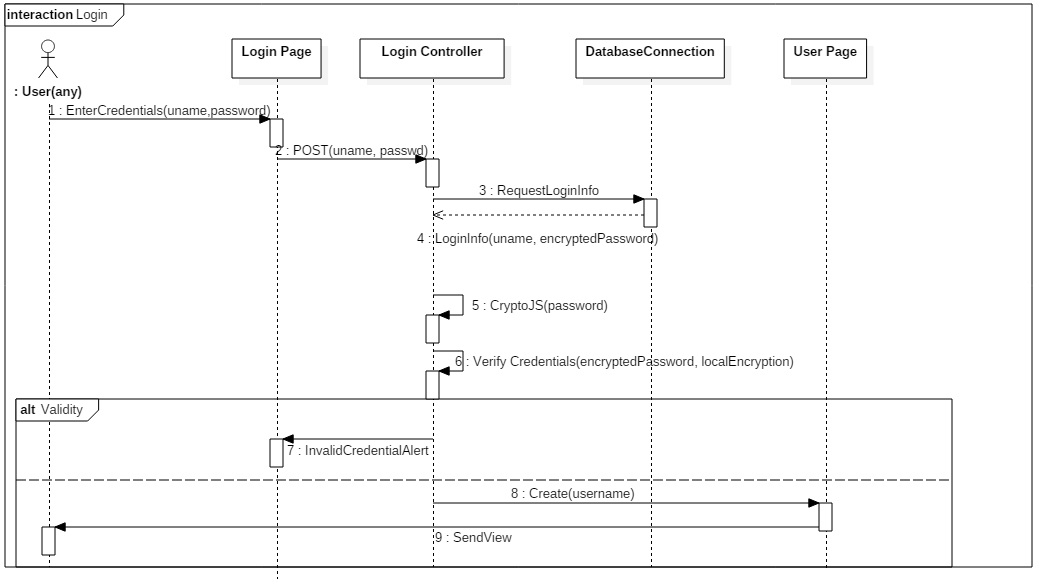 interaction Login
Login Page
Login Controller
DatabaseConnection
User Page
: User(any)
1 : EnterCredentials(uname,password)
2 : POST(uname, passwd)
3 : RequestLoginInfo
4 : LoginInfo(uname, encryptedPassword)
5 : CryptoJS(password)
6 : Verify Credentials(encryptedPassword, localEncryption)
alt Validity
7 : InvalidCredentialAlert
8 : Create(username)
9 : SendView